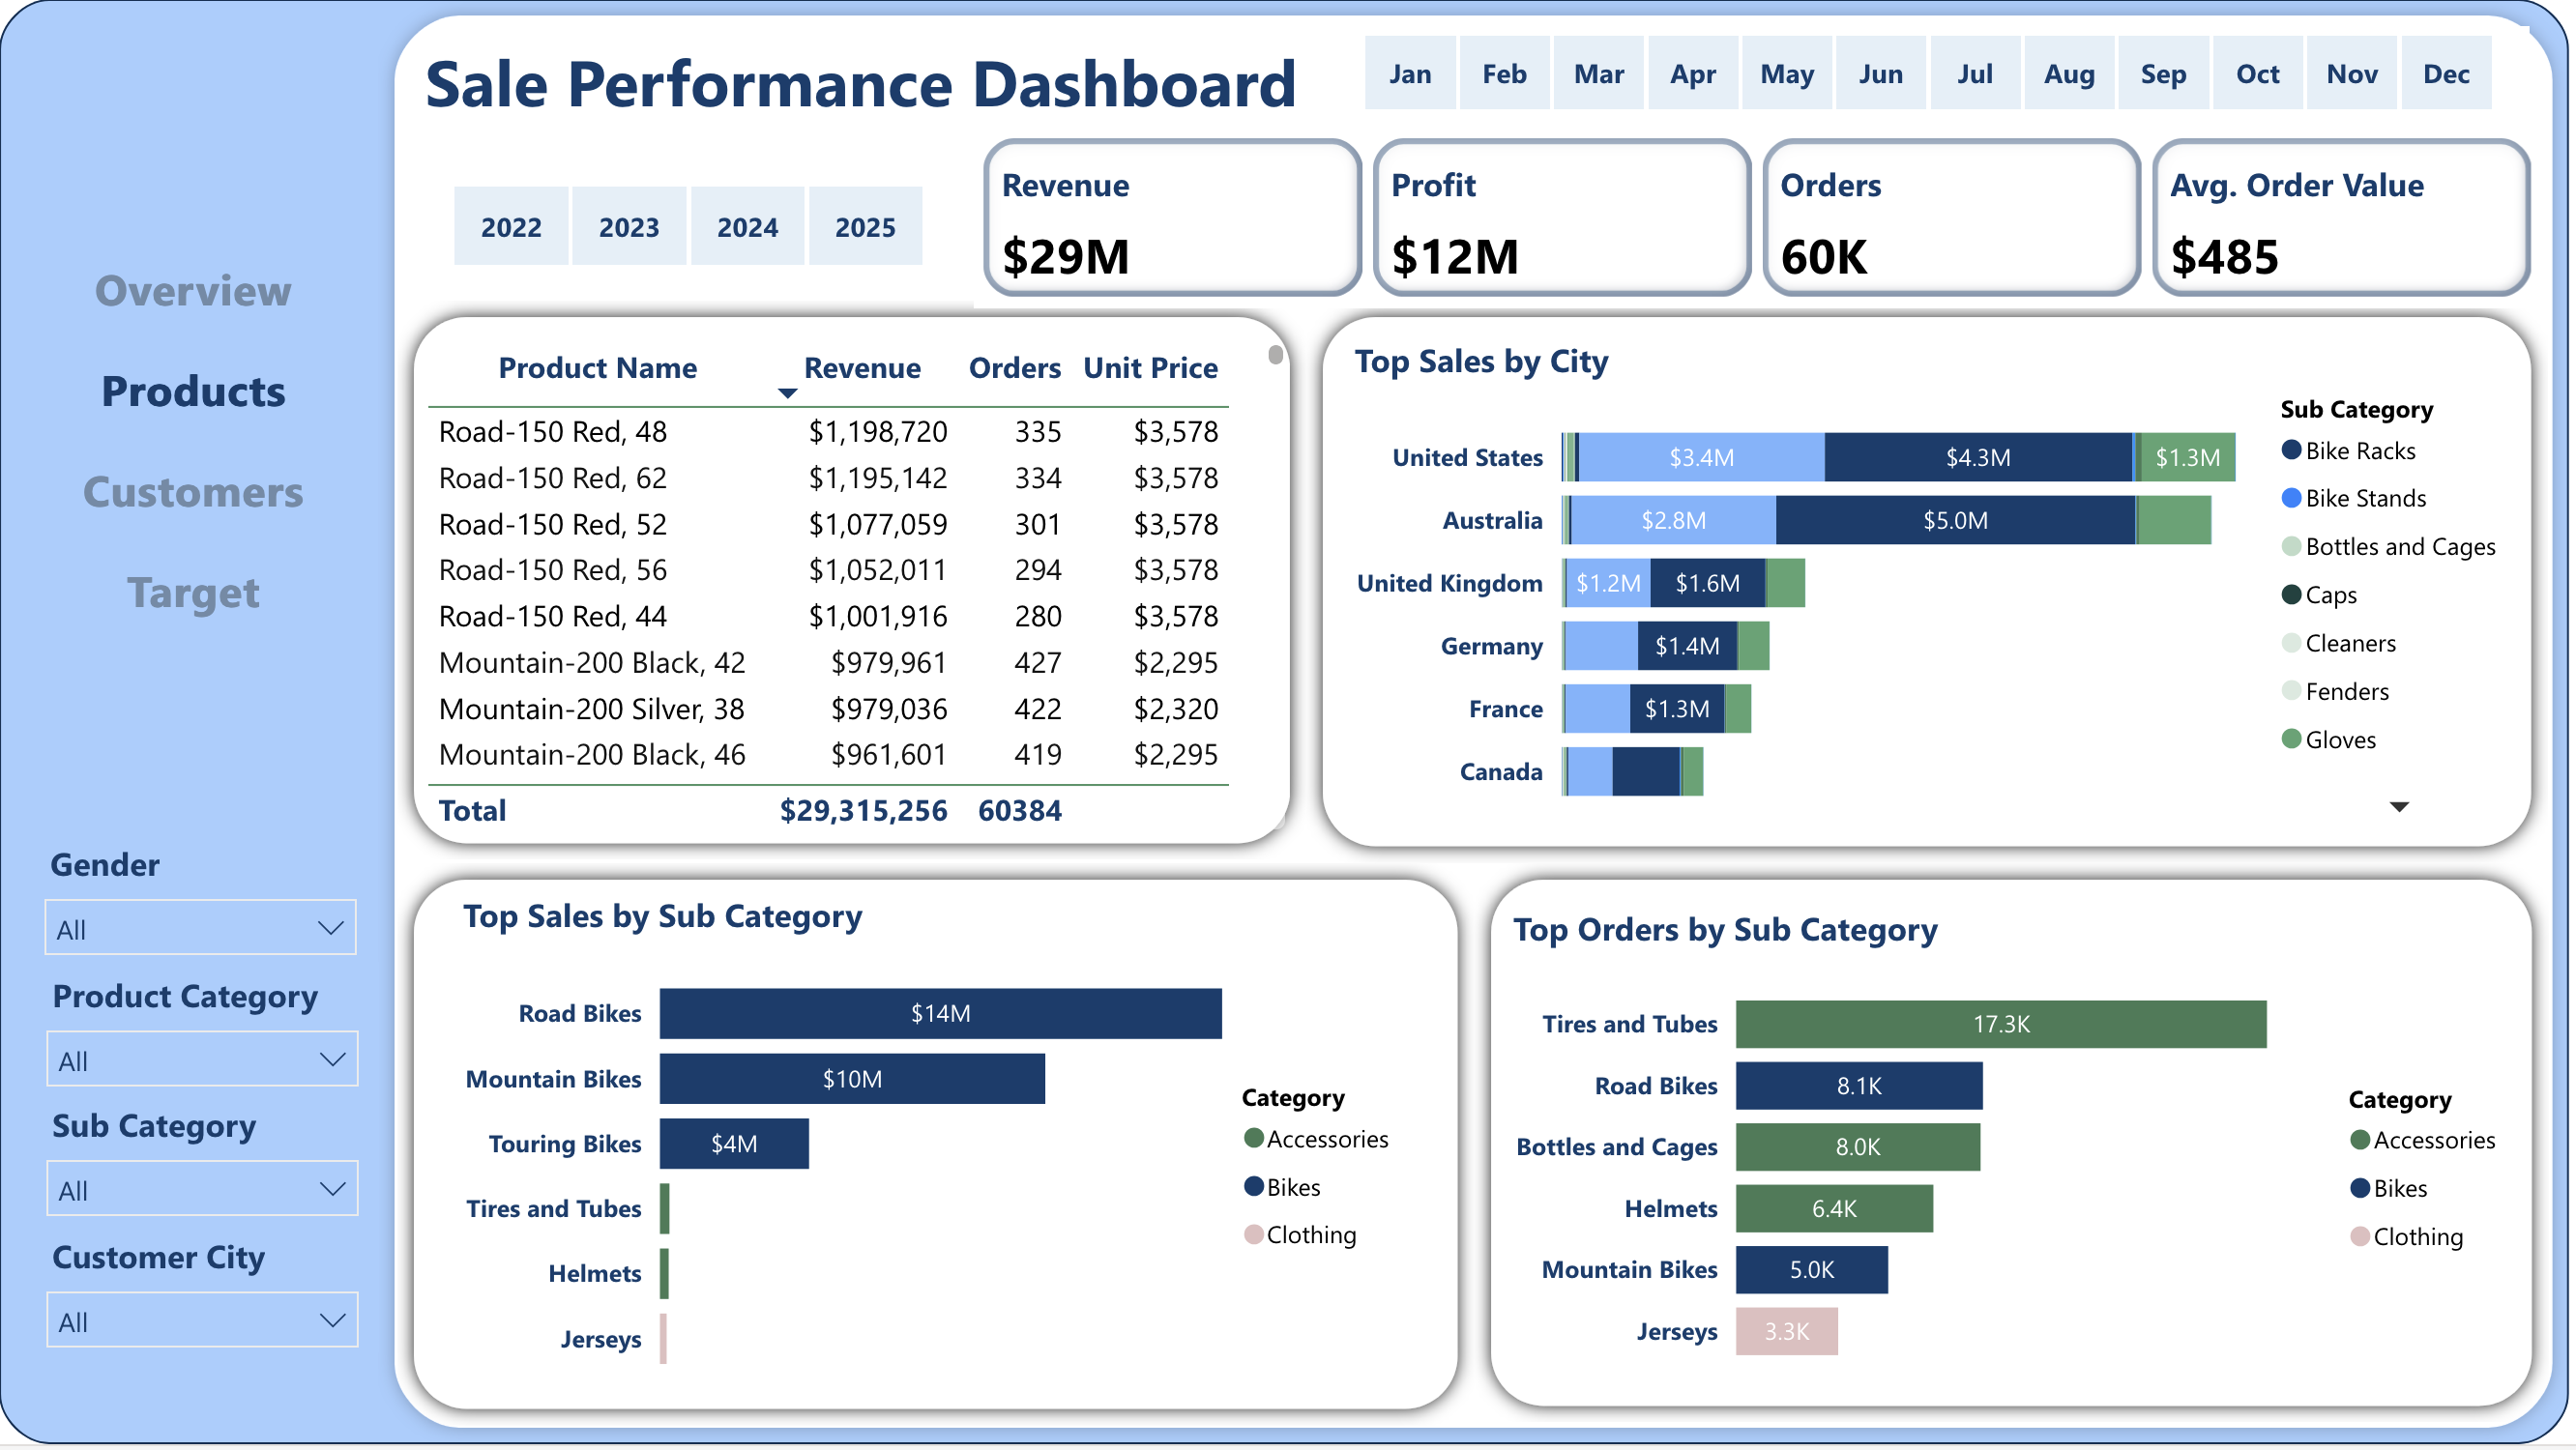 Sale Performance Dashboard
Jan Feb Mar Apr May Jun Jul Aug Sep Oct Nov Dec
2022 2023 2024 2025
Revenue
$29M
Profit
$12M
Orders
60K
Avg. Order Value
$485
Overview
Products
Customers
Target
Gender
All
Product Category
All
Sub Category
All
Customer City
All
Product Name Revenue Orders Unit Price
Road-150 Red, 48 $1,198,720 335 $3,578
Road-150 Red, 62 $1,195,142 334 $3,578
Road-150 Red, 52 $1,077,059 301 $3,578
Road-150 Red, 56 $1,052,011 294 $3,578
Road-150 Red, 44 $1,001,916 280 $3,578
Mountain-200 Black, 42 $979,961 427 $2,295
Mountain-200 Silver, 38 $979,036 422 $2,320
Mountain-200 Black, 46 $961,601 419 $2,295
Total $29,315,256 60384
Top Sales by City
United States $3.4M $4.3M $1.3M
Australia $2.8M $5.0M
United Kingdom $1.2M $1.6M
Germany $1.4M
France $1.3M
Canada
Sub Category
Bike Racks
Bike Stands
Bottles and Cages
Caps
Cleaners
Fenders
Gloves
Top Sales by Sub Category
Road Bikes $14M
Mountain Bikes $10M
Touring Bikes $4M
Tires and Tubes
Helmets
Jerseys
Category
Accessories
Bikes
Clothing
Top Orders by Sub Category
Tires and Tubes 17.3K
Road Bikes 8.1K
Bottles and Cages 8.0K
Helmets 6.4K
Mountain Bikes 5.0K
Jerseys 3.3K
Category
Accessories
Bikes
Clothing